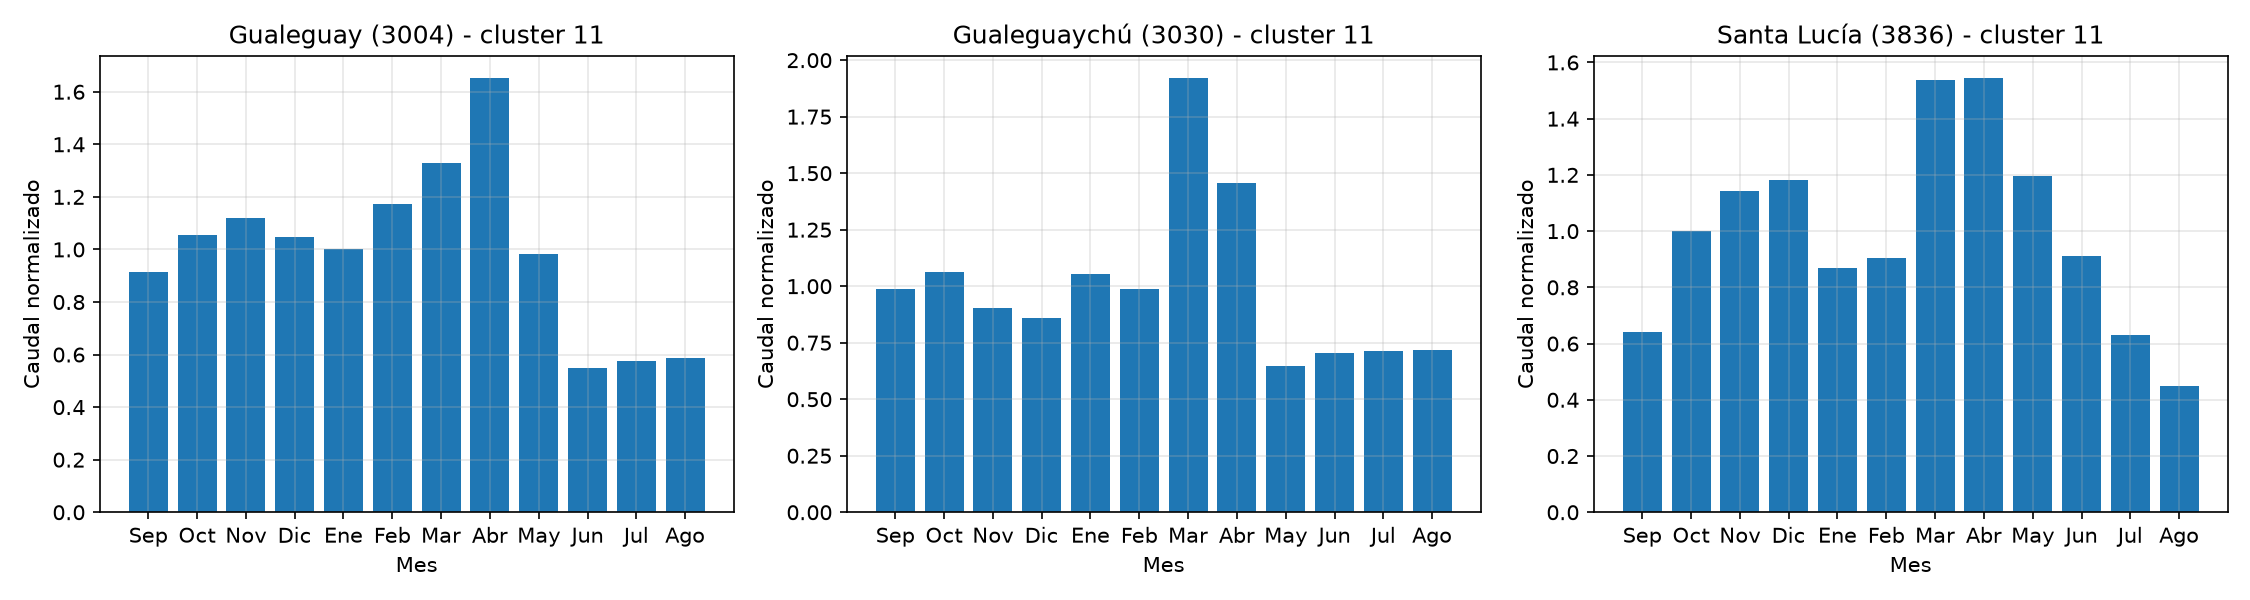 Gualeguay (3004) - cluster 11
Caudal normalizado
1.6
1.4
1.2
1.0
0.8
0.6
0.4
0.2
0.0
Sep Oct Nov Dic Ene Feb Mar Abr May Jun Jul Ago
Mes
Gualeguaychú (3030) - cluster 11
Caudal normalizado
2.00
1.75
1.50
1.25
1.00
0.75
0.50
0.25
0.00
Sep Oct Nov Dic Ene Feb Mar Abr May Jun Jul Ago
Mes
Santa Lucía (3836) - cluster 11
Caudal normalizado
1.6
1.4
1.2
1.0
0.8
0.6
0.4
0.2
0.0
Sep Oct Nov Dic Ene Feb Mar Abr May Jun Jul Ago
Mes